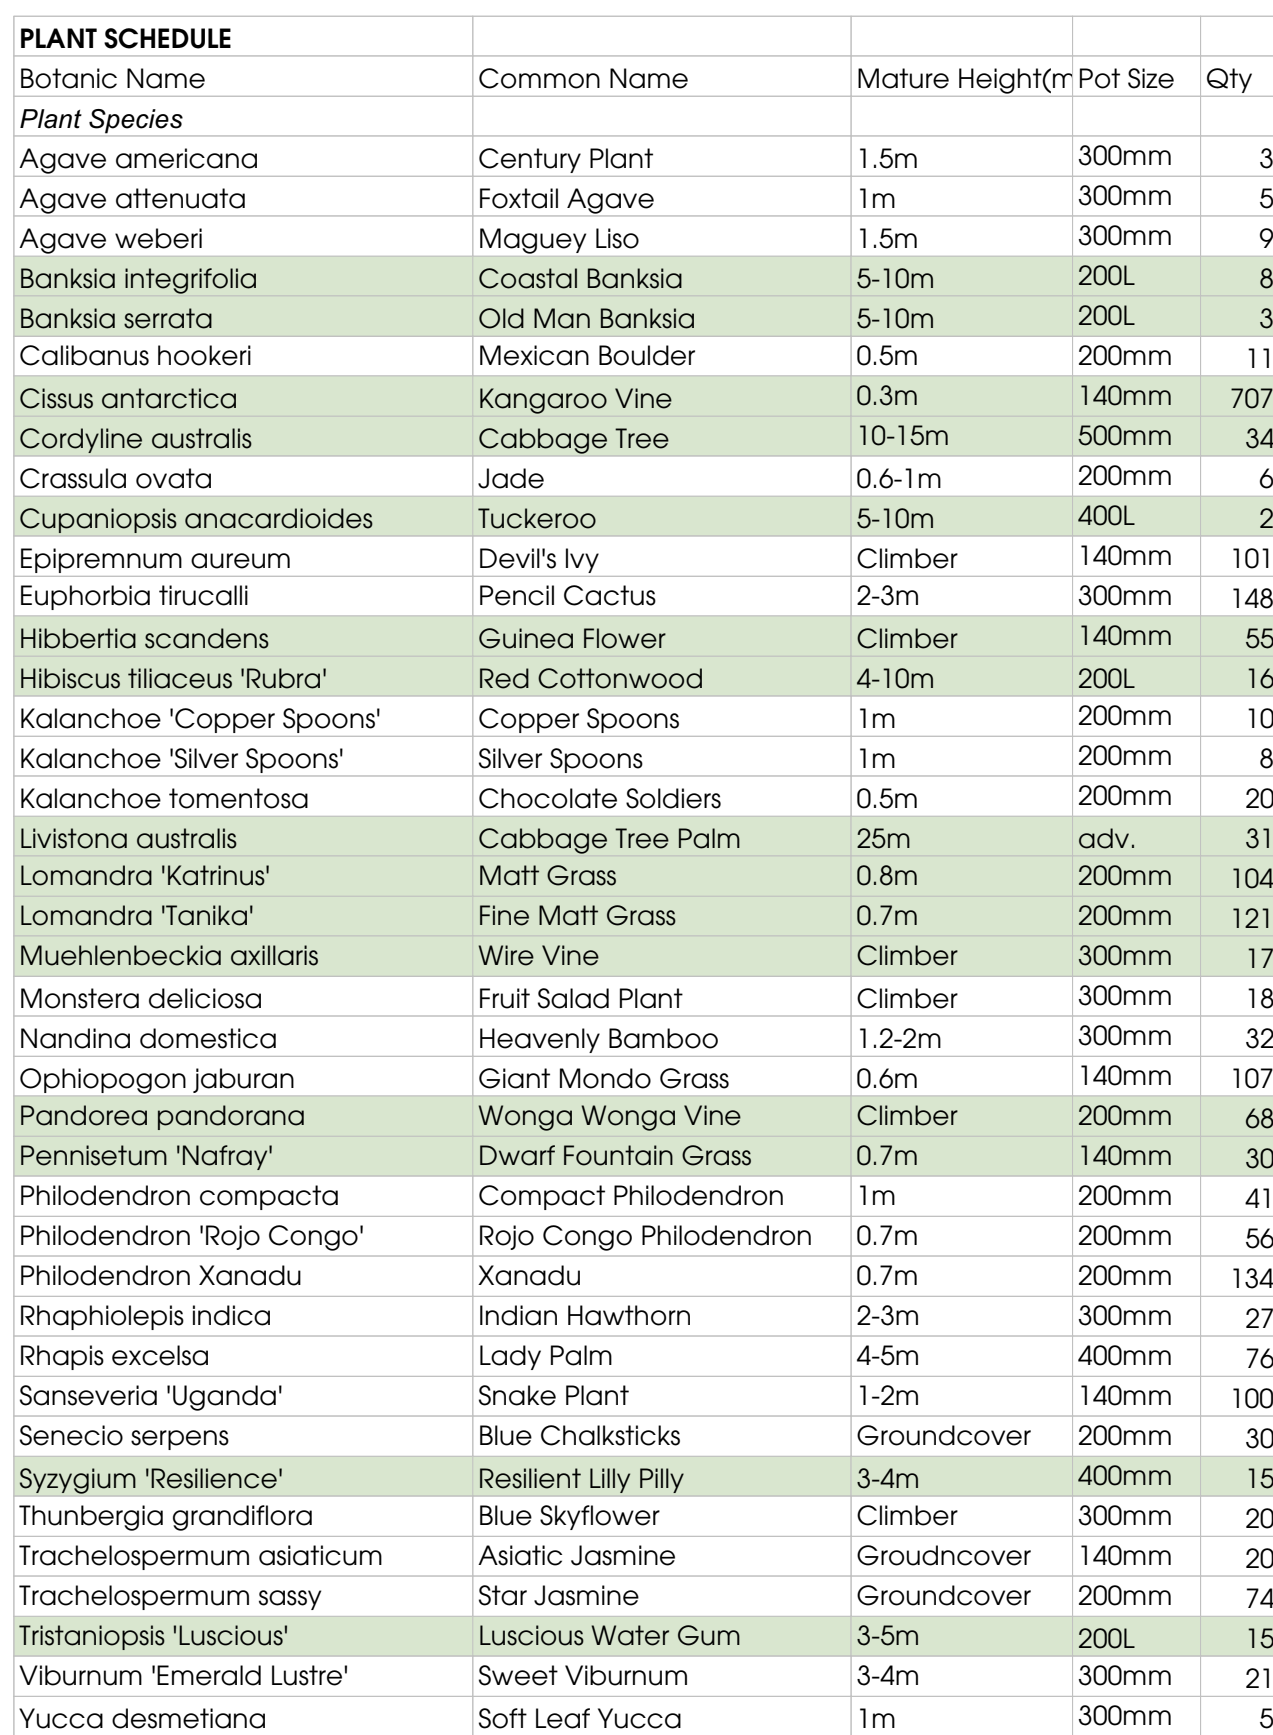 PLANT SCHEDULE
Botanic Name Common Name Mature Height(m Pot Size Qty
Plant Species
Agave americana Century Plant 1.5m 300mm 3
Agave attenuata Foxtail Agave 1m 300mm 5
Agave weberi Maguey Liso 1.5m 300mm 9
Banksia integrifolia Coastal Banksia 5-10m 200L 8
Banksia serrata Old Man Banksia 5-10m 200L 3
Calibanus hookeri Mexican Boulder 0.5m 200mm 11
Cissus antarctica Kangaroo Vine 0.3m 140mm 707
Cordyline australis Cabbage Tree 10-15m 500mm 34
Crassula ovata Jade 0.6-1m 200mm 6
Cupaniopsis anacardioides Tuckeroo 5-10m 400L 2
Epipremnum aureum Devil's Ivy Climber 140mm 101
Euphorbia tirucalli Pencil Cactus 2-3m 300mm 148
Hibbertia scandens Guinea Flower Climber 140mm 55
Hibiscus tiliaceus 'Rubra' Red Cottonwood 4-10m 200L 16
Kalanchoe 'Copper Spoons' Copper Spoons 1m 200mm 10
Kalanchoe 'Silver Spoons' Silver Spoons 1m 200mm 8
Kalanchoe tomentosa Chocolate Soldiers 0.5m 200mm 20
Livistona australis Cabbage Tree Palm 25m adv. 31
Lomandra 'Katrinus' Matt Grass 0.8m 200mm 104
Lomandra 'Tanika' Fine Matt Grass 0.7m 200mm 121
Muehlenbeckia axillaris Wire Vine Climber 300mm 17
Monstera deliciosa Fruit Salad Plant Climber 300mm 18
Nandina domestica Heavenly Bamboo 1.2-2m 300mm 32
Ophiopogon jaburan Giant Mondo Grass 0.6m 140mm 107
Pandorea pandorana Wonga Wonga Vine Climber 200mm 68
Pennisetum 'Nafray' Dwarf Fountain Grass 0.7m 140mm 30
Philodendron compacta Compact Philodendron 1m 200mm 41
Philodendron 'Rojo Congo' Rojo Congo Philodendron 0.7m 200mm 56
Philodendron Xanadu Xanadu 0.7m 200mm 134
Rhaphiolepis indica Indian Hawthorn 2-3m 300mm 27
Rhapis excelsa Lady Palm 4-5m 400mm 76
Sanseveria 'Uganda' Snake Plant 1-2m 140mm 100
Senecio serpens Blue Chalksticks Groundcover 200mm 30
Syzygium 'Resilience' Resilient Lilly Pilly 3-4m 400mm 15
Thunbergia grandiflora Blue Skyflower Climber 300mm 20
Trachelospermum asiaticum Asiatic Jasmine Groudncover 140mm 20
Trachelospermum sassy Star Jasmine Groundcover 200mm 74
Tristaniopsis 'Luscious' Luscious Water Gum 3-5m 200L 15
Viburnum 'Emerald Lustre' Sweet Viburnum 3-4m 300mm 21
Yucca desmetiana Soft Leaf Yucca 1m 300mm 5